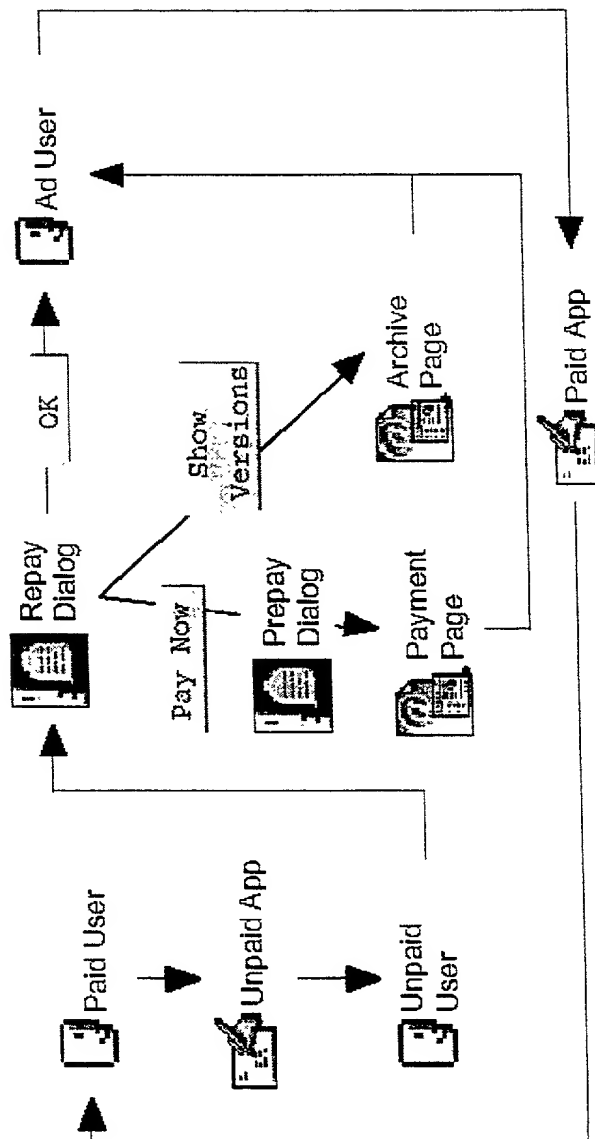 Paid User
Unpaid App
Unpaid
User
Repay
Dialog
Pay Now
Prepay
Dialog
Payment
Page
OK
Show
Versions
Archive
Page
Ad User
Paid App